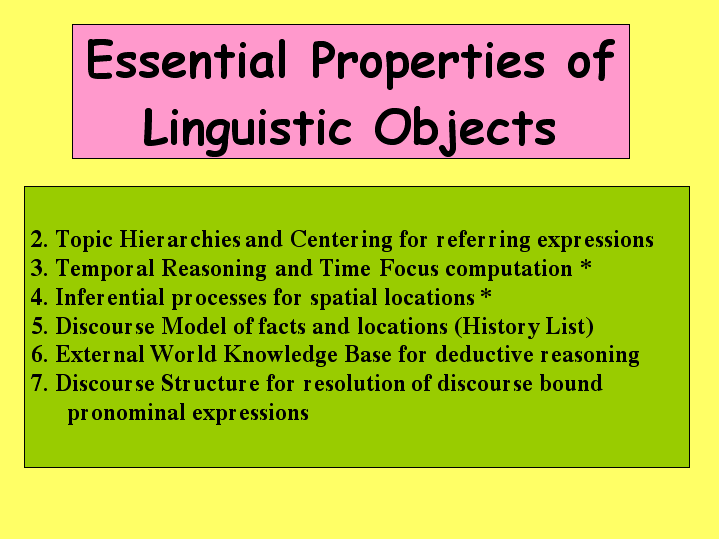 Essential Properties of
Linguistic Objects
2. Topic Hierarchies and Centering for referring expressions
3. Temporal Reasoning and Time Focus computation *
4. Inferential processes for spatial locations *
5. Discourse Model of facts and locations (History List)
6. External World Knowledge Base for deductive reasoning
7. Discourse Structure for resolution of discourse bound
pronominal expressions